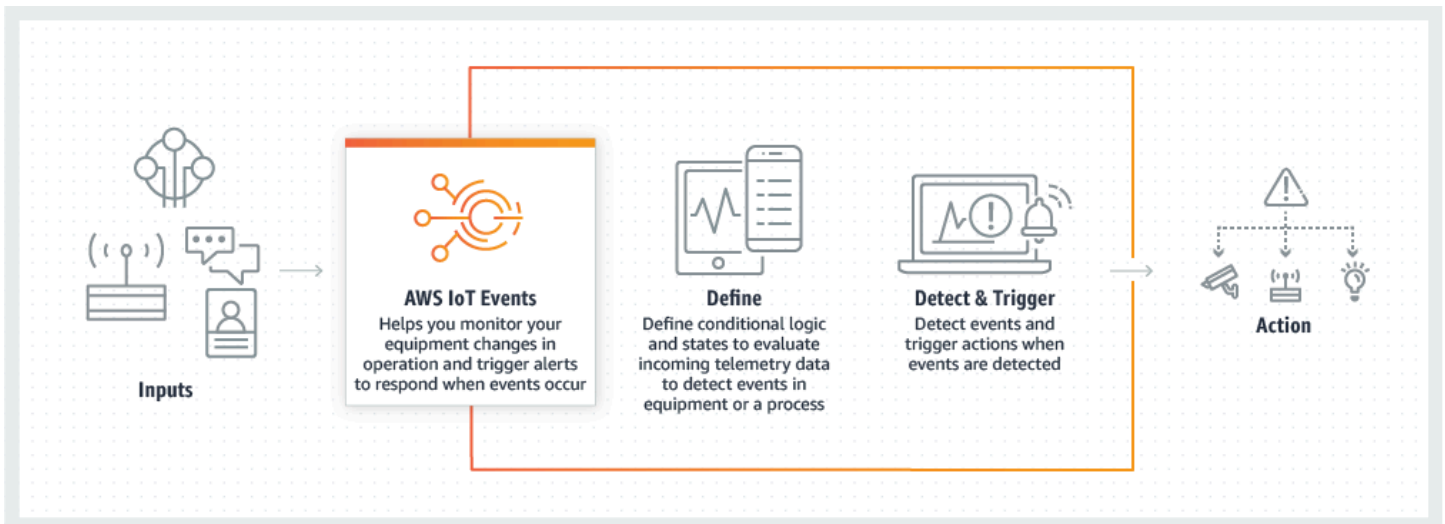 Inputs
AWS IoT Events
Helps you monitor your
equipment changes in
operation and trigger alerts
to respond when events occur
Define
Define conditional logic
and states to evaluate
incoming telemetry data
to detect events in
equipment or a process
Detect & Trigger
Detect events and
trigger actions when
events are detected
Action